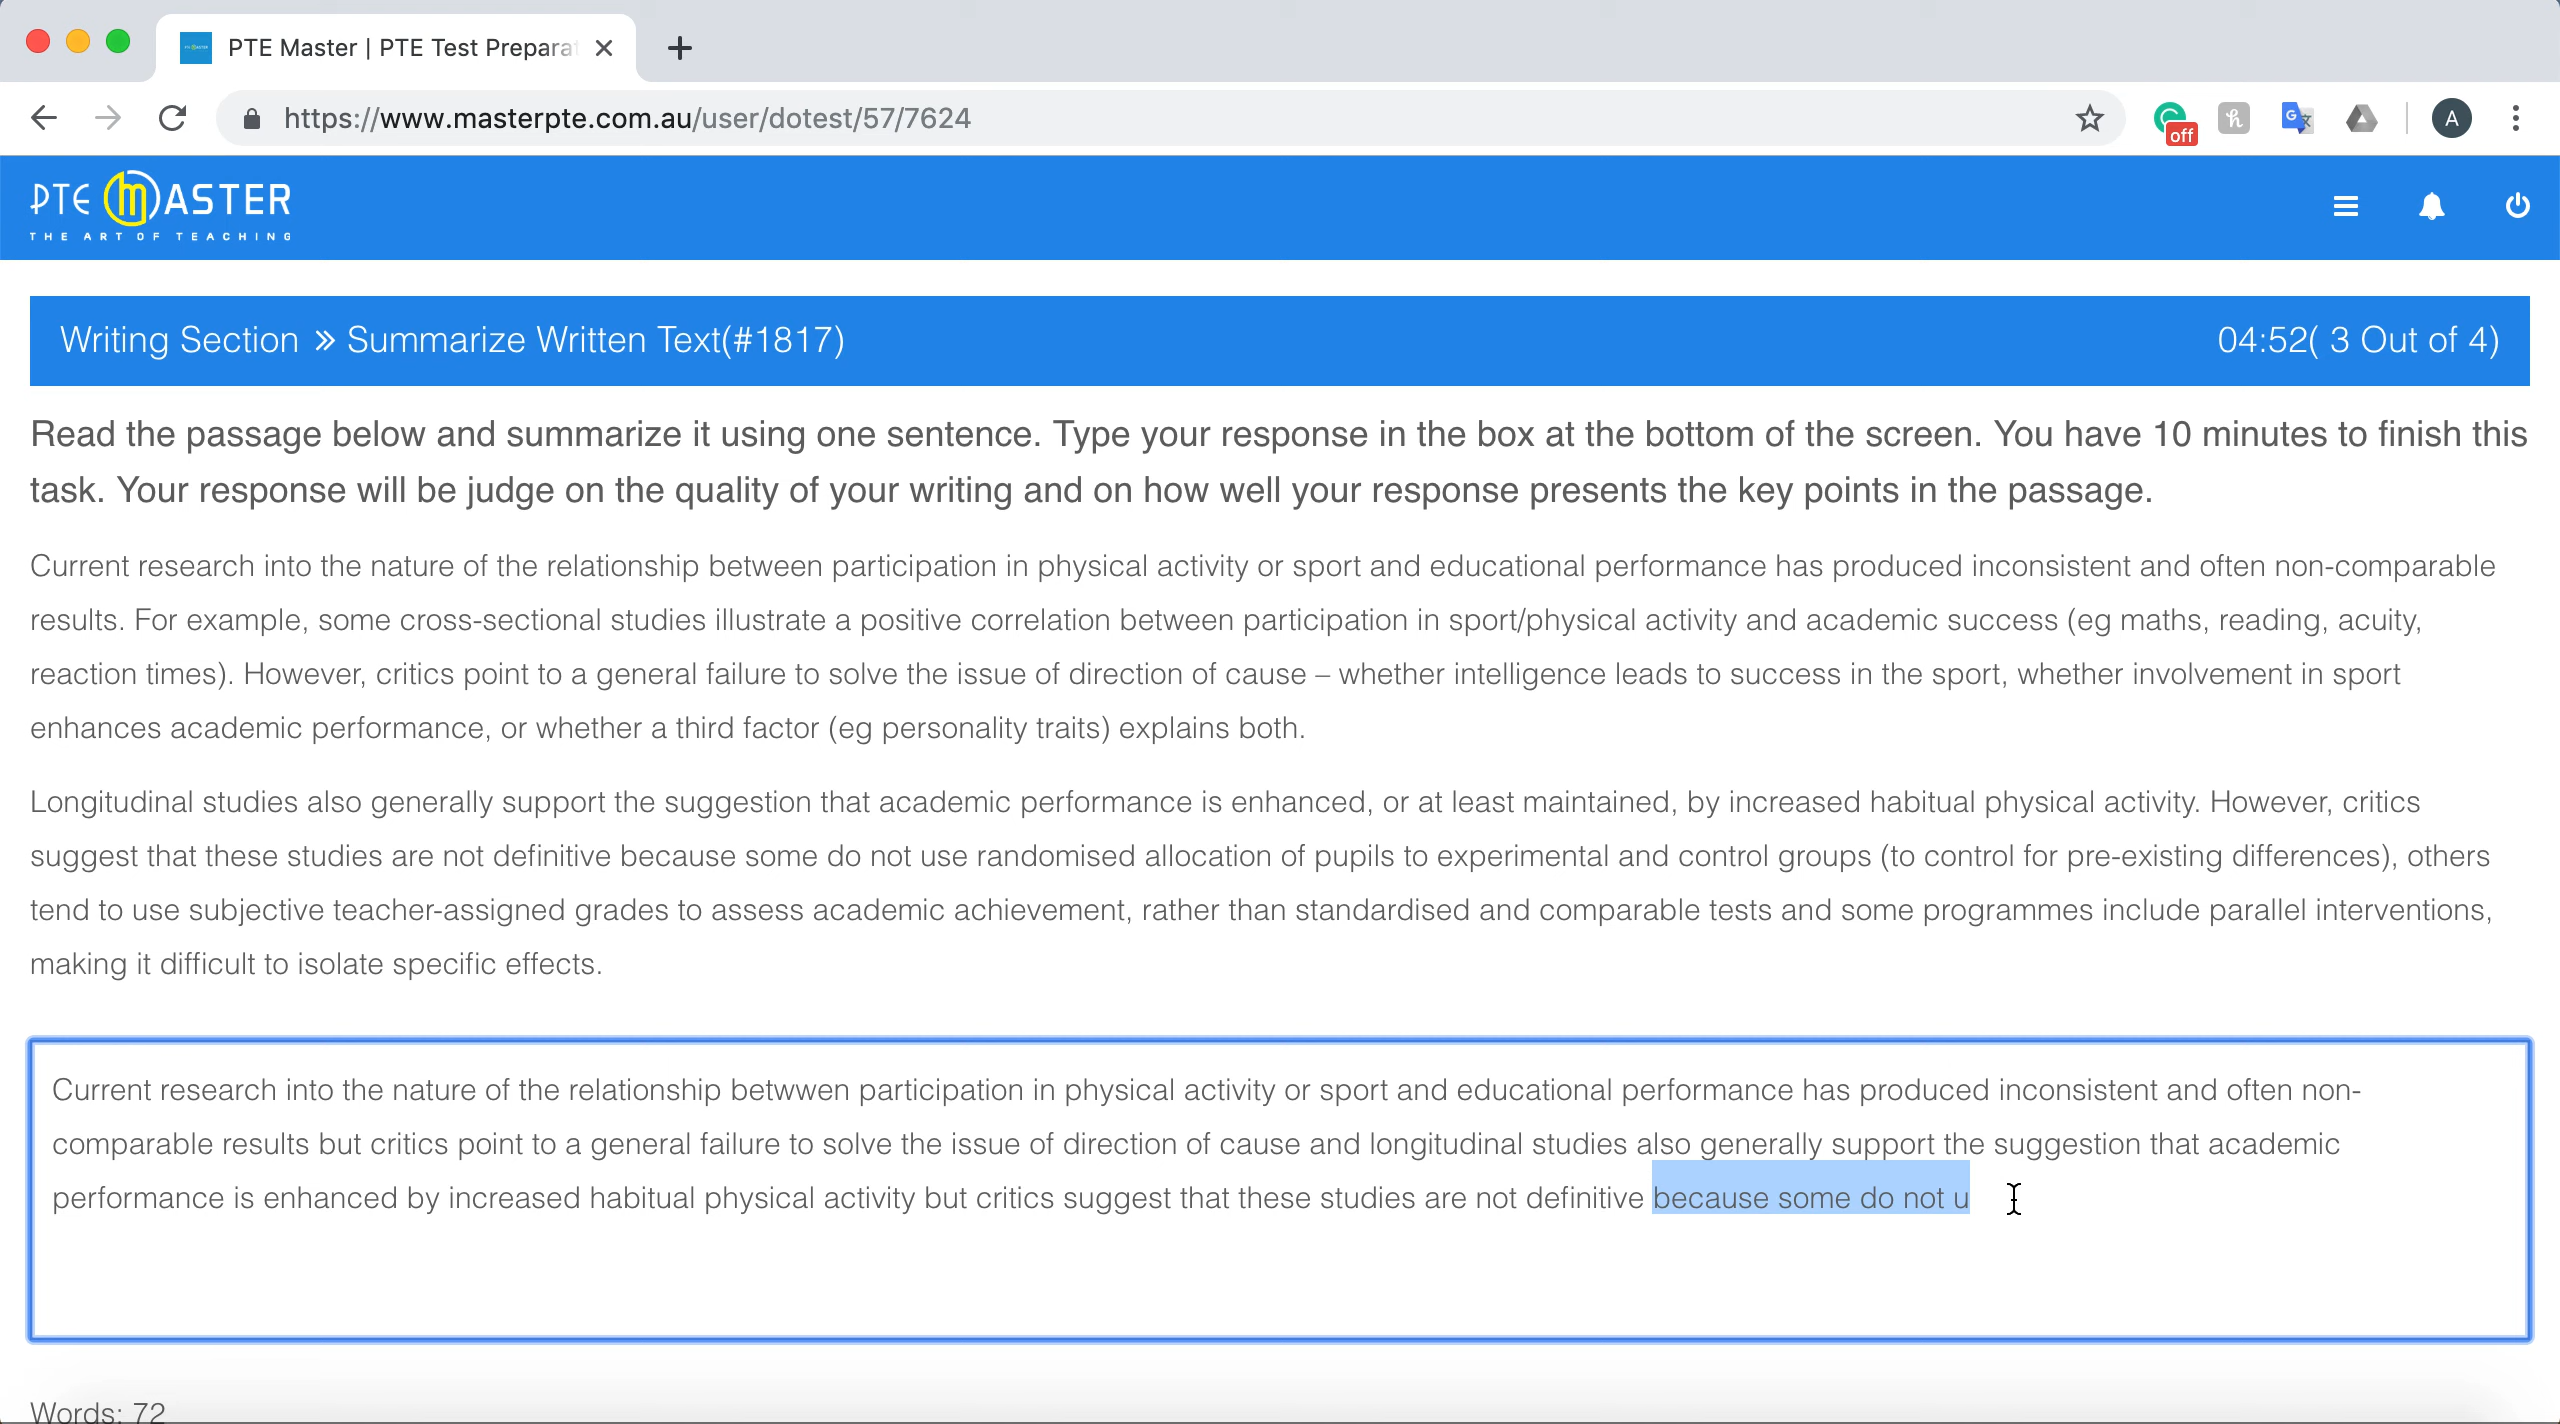 PTE Master | PTE Test Prepara
https://www.masterpte.com.au/user/dotest/57/7624
off
A
PTE MASTER
THE ART OF TEACHING
Writing Section » Summarize Written Text(#1817)
04:52( 3 Out of 4)
Read the passage below and summarize it using one sentence. Type your response in the box at the bottom of the screen. You have 10 minutes to finish this
task. Your response will be judge on the quality of your writing and on how well your response presents the key points in the passage.
Current research into the nature of the relationship between participation in physical activity or sport and educational performance has produced inconsistent and often non-comparable
results. For example, some cross-sectional studies illustrate a positive correlation between participation in sport/physical activity and academic success (eg maths, reading, acuity,
reaction times). However, critics point to a general failure to solve the issue of direction of cause – whether intelligence leads to success in the sport, whether involvement in sport
enhances academic performance, or whether a third factor (eg personality traits) explains both.
Longitudinal studies also generally support the suggestion that academic performance is enhanced, or at least maintained, by increased habitual physical activity. However, critics
suggest that these studies are not definitive because some do not use randomised allocation of pupils to experimental and control groups (to control for pre-existing differences), others
tend to use subjective teacher-assigned grades to assess academic achievement, rather than standardised and comparable tests and some programmes include parallel interventions,
making it difficult to isolate specific effects.
Current research into the nature of the relationship betwwen participation in physical activity or sport and educational performance has produced inconsistent and often non-
comparable results but critics point to a general failure to solve the issue of direction of cause and longitudinal studies also generally support the suggestion that academic
performance is enhanced by increased habitual physical activity but critics suggest that these studies are not definitive because some do not u
Words: 72